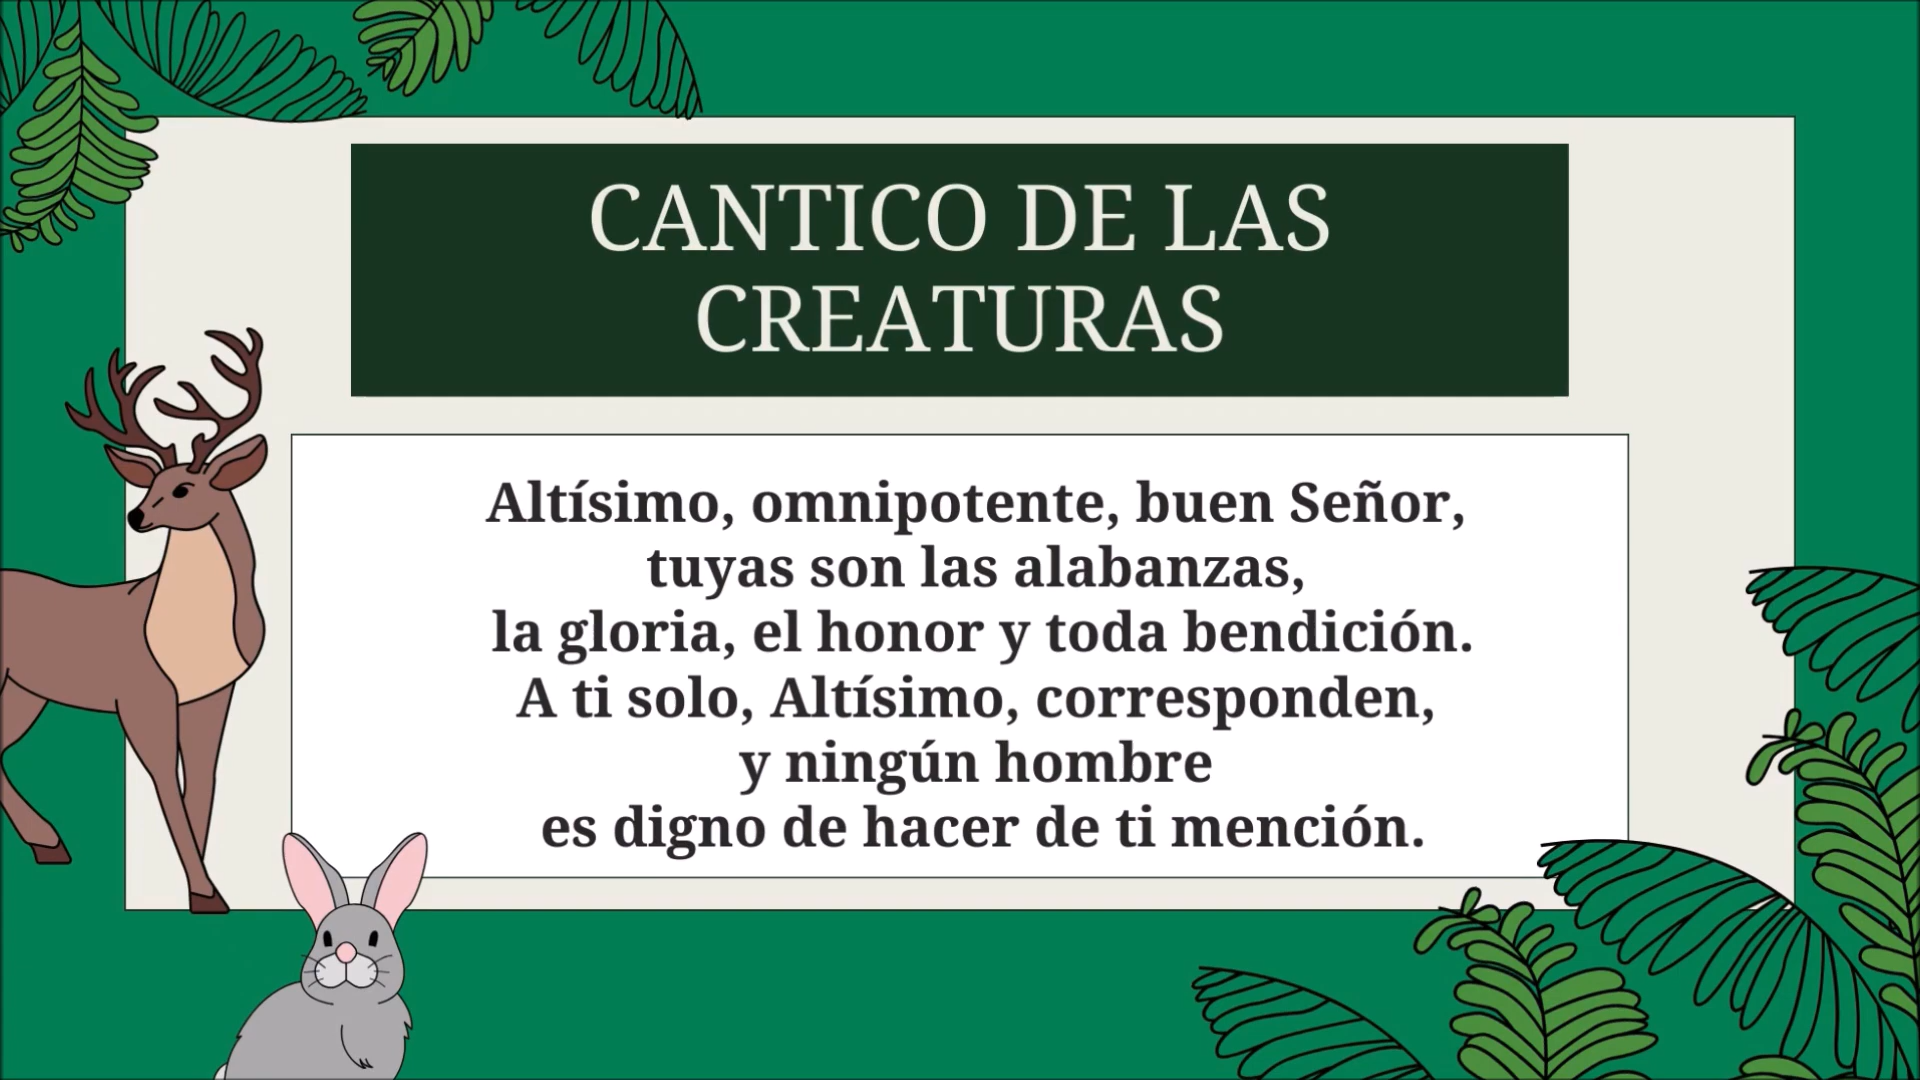 CANTICO DE LAS
CREATURAS
Altísimo, omnipotente, buen Señor,
tuyas son las alabanzas,
la gloria, el honor y toda bendición.
A ti solo, Altísimo, corresponden,
y ningún hombre
es digno de hacer de ti mención.